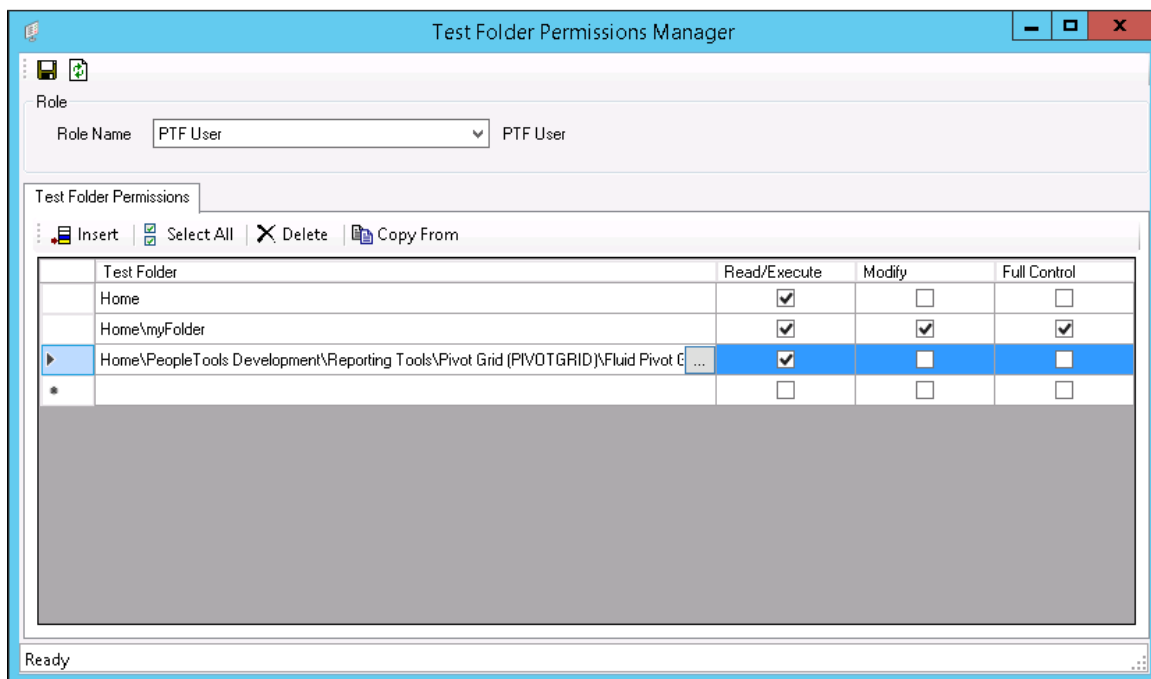 Test Folder Permissions Manager
Role
Role Name PTF User PTF User
Test Folder Permissions
Insert Select All Delete Copy From
Test Folder Read/Execute Modify Full Control
Home
Home\myFolder
Home\PeopleTools Development\Reporting Tools\Pivot Grid (PIVOTGRID)\Fluid Pivot ...
Ready